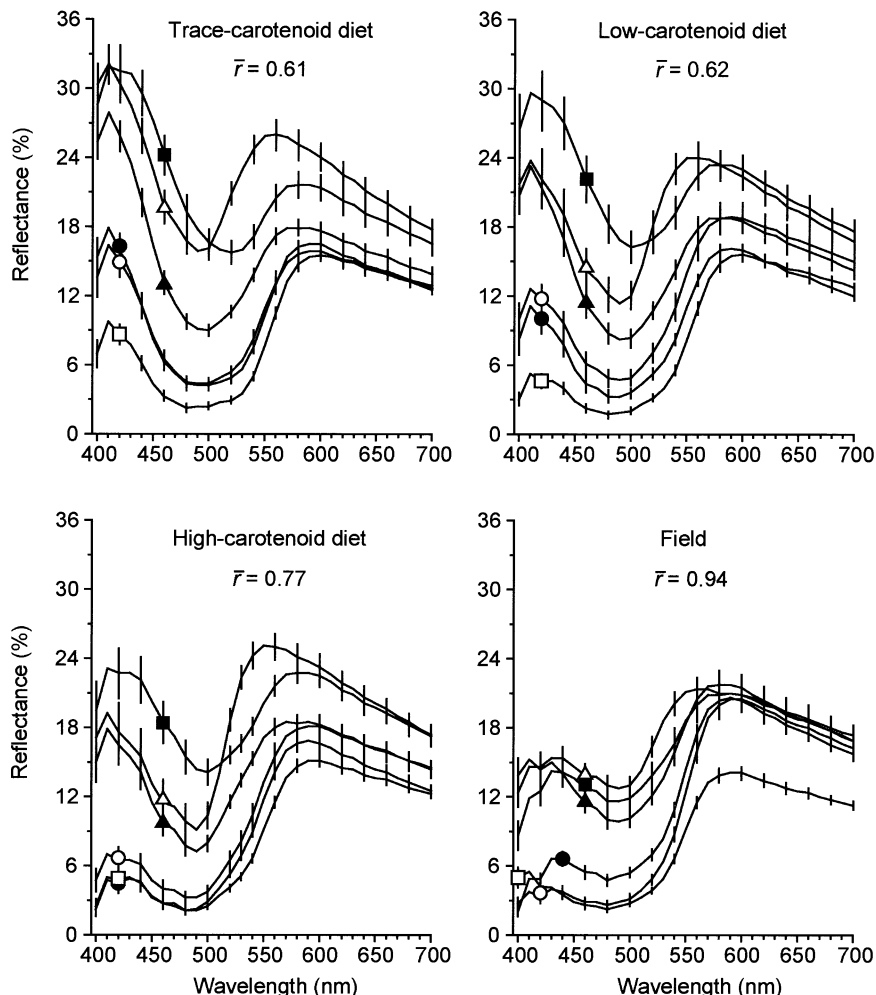 Trace-carotenoid diet
r̄ = 0.61
Reflectance (%)
36
30
24
18
12
6
0
400 450 500 550 600 650 700
Low-carotenoid diet
r̄ = 0.62
36
30
24
18
12
6
0
400 450 500 550 600 650 700
High-carotenoid diet
r̄ = 0.77
Reflectance (%)
36
30
24
18
12
6
0
400 450 500 550 600 650 700
Wavelength (nm)
Field
r̄ = 0.94
36
30
24
18
12
6
0
400 450 500 550 600 650 700
Wavelength (nm)